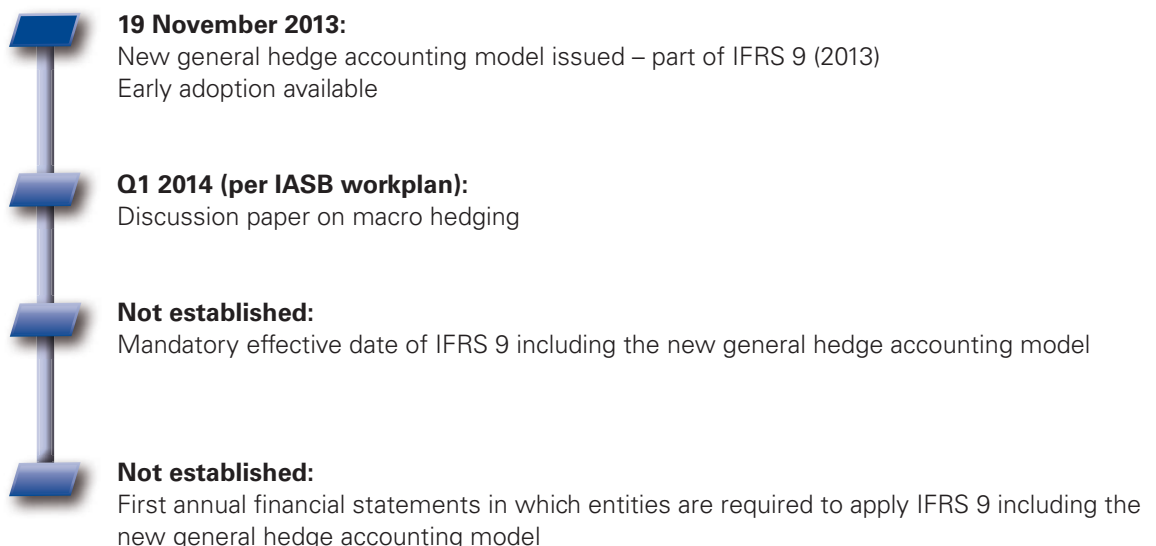 19 November 2013:
New general hedge accounting model issued – part of IFRS 9 (2013)
Early adoption available
Q1 2014 (per IASB workplan):
Discussion paper on macro hedging
Not established:
Mandatory effective date of IFRS 9 including the new general hedge accounting model
Not established:
First annual financial statements in which entities are required to apply IFRS 9 including the
new general hedge accounting model